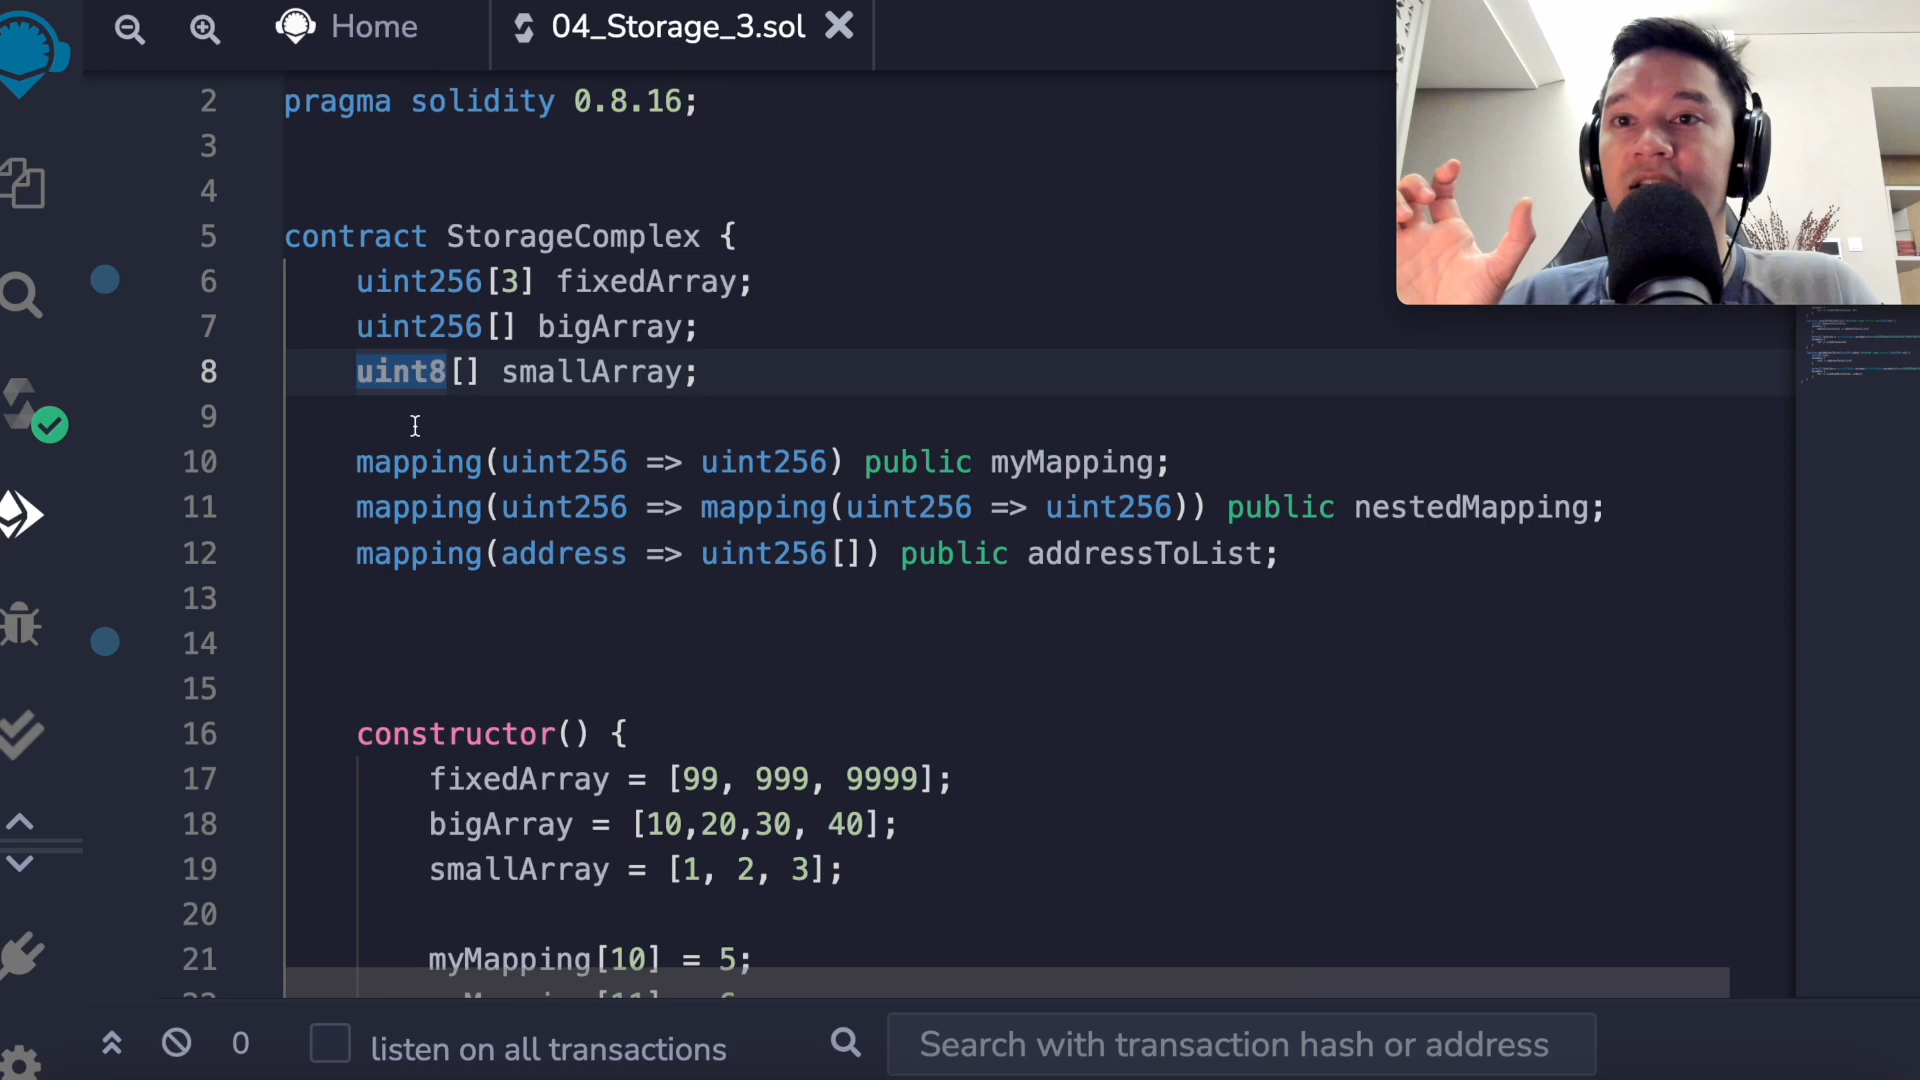 Home
04_Storage_3.sol
2 pragma solidity 0.8.16;
3
4
5 contract StorageComplex {
6 uint256[3] fixedArray;
7 uint256[] bigArray;
8 uint8[] smallArray;
9
10 mapping(uint256 => uint256) public myMapping;
11 mapping(uint256 => mapping(uint256 => uint256)) public nestedMapping;
12 mapping(address => uint256[]) public addressToList;
13
14
15
16 constructor() {
17 fixedArray = [99, 999, 9999];
18 bigArray = [10,20,30, 40];
19 smallArray = [1, 2, 3];
20
21 myMapping[10] = 5;
0
listen on all transactions
Search with transaction hash or address